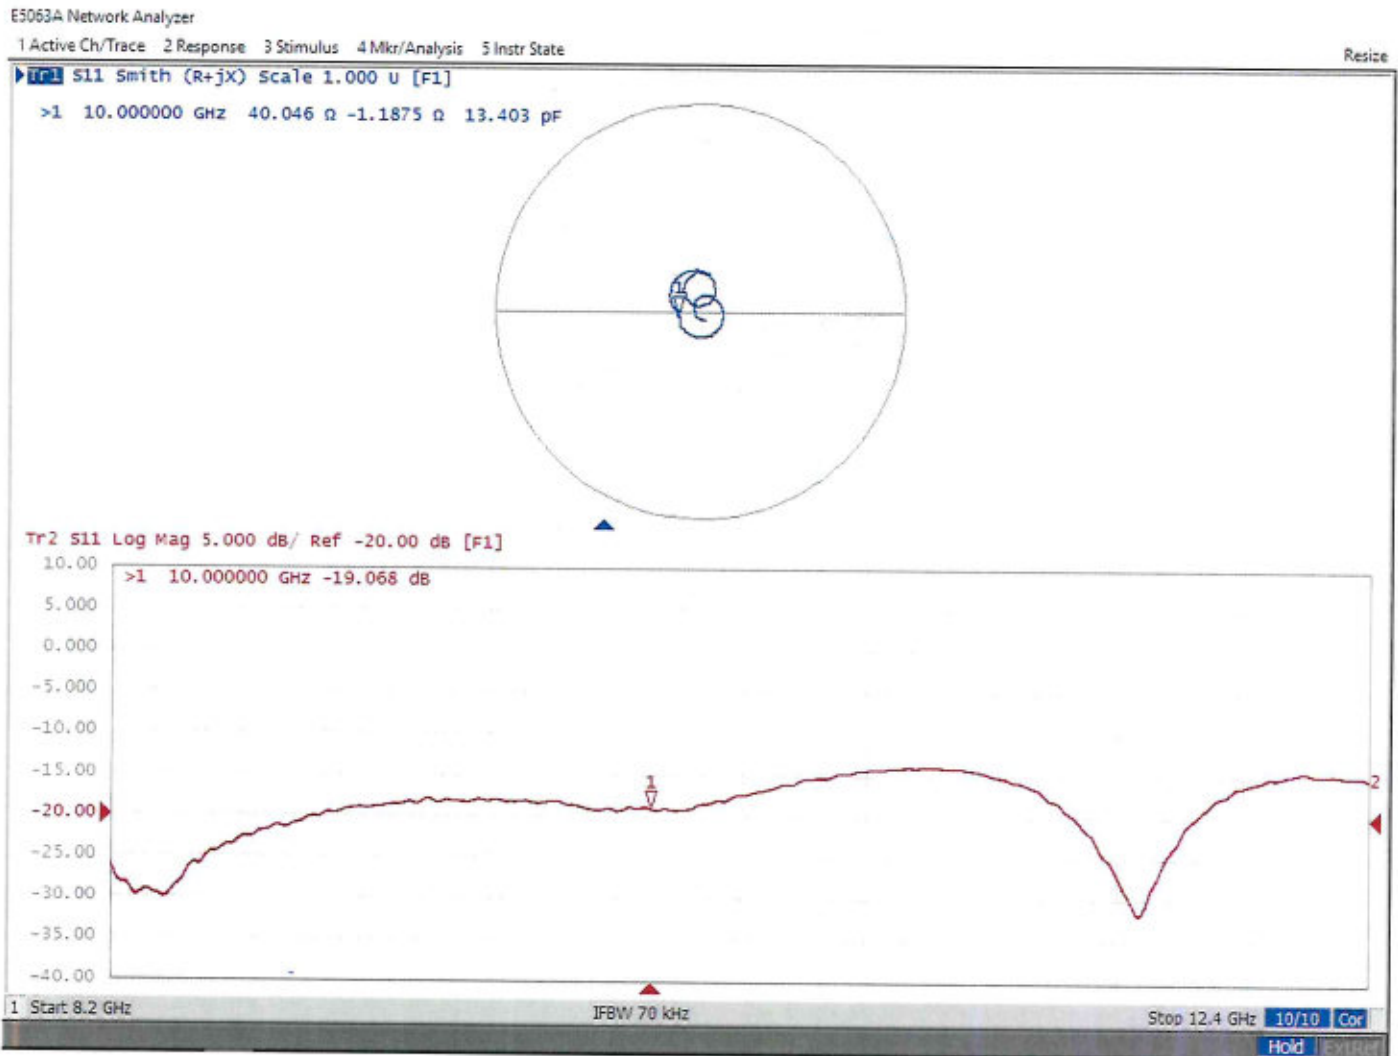 E5063A Network Analyzer
1 Active Ch/Trace 2 Response 3 Stimulus 4 Mkr/Analysis 5 Instr State Resize
Tr1 S11 Smith (R+jX) Scale 1.000 U [F1]
>1 10.000000 GHz 40.046 Ω -1.1875 Ω 13.403 pF
1
Tr2 S11 Log Mag 5.000 dB/ Ref -20.00 dB [F1]
10.00
>1 10.000000 GHz -19.068 dB
5.000
0.000
-5.000
-10.00
-15.00
1
2
-20.00
-25.00
-30.00
-35.00
-40.00
1 Start 8.2 GHz IFBW 70 kHz Stop 12.4 GHz 10/10 Cor
Hold ExtRef